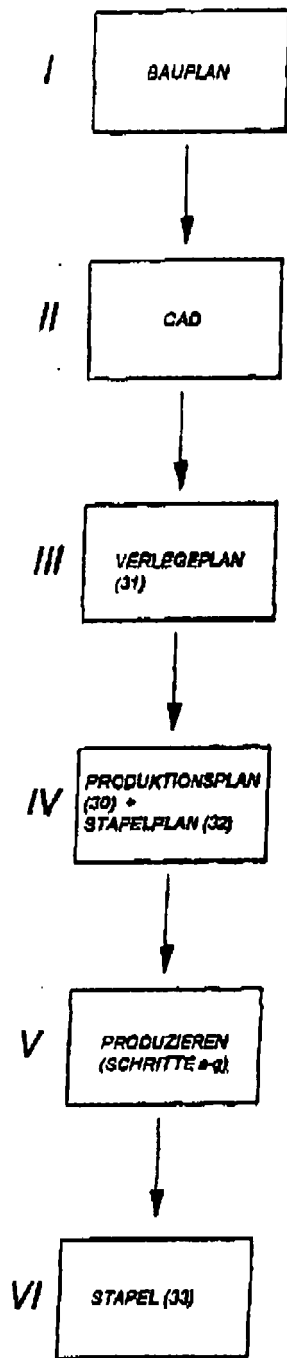 I
BAUPLAN
II
CAD
III
VERLEGEPLAN
(31)
IV
PRODUKTIONSPLAN
(30) +
STAPELPLAN (32)
V
PRODUZIEREN
(SCHRITTE a-g)
VI
STAPEL (33)